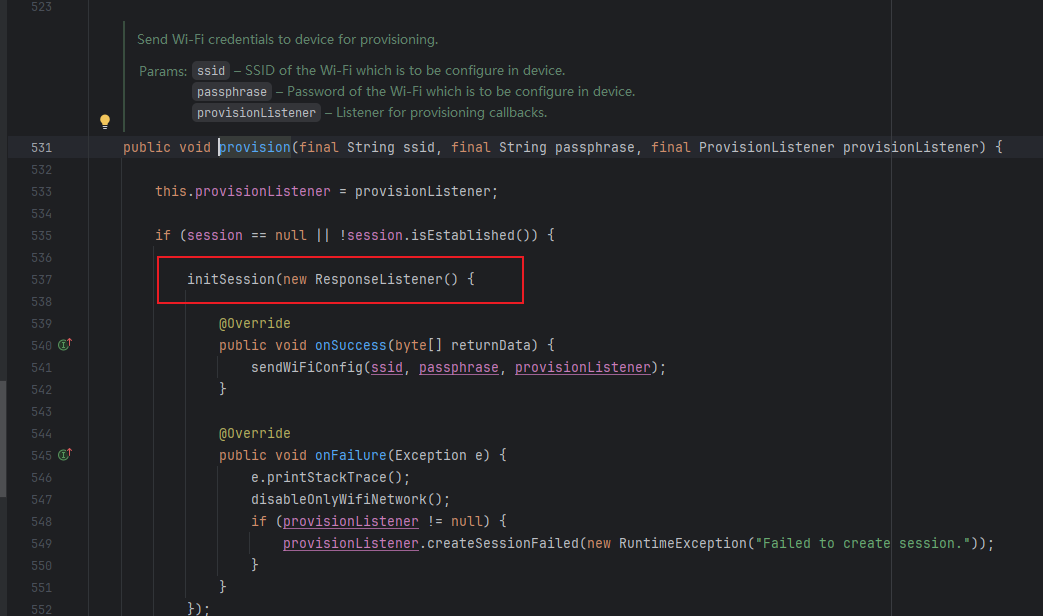 523
Send Wi-Fi credentials to device for provisioning.
Params: ssid – SSID of the Wi-Fi which is to be configure in device.
passphrase – Password of the Wi-Fi which is to be configure in device.
provisionListener – Listener for provisioning callbacks.
531 public void provision(final String ssid, final String passphrase, final ProvisionListener provisionListener) {
532
533 this.provisionListener = provisionListener;
534
535 if (session == null || !session.isEstablished()) {
536
537 initSession(new ResponseListener() {
538
539 @Override
540 public void onSuccess(byte[] returnData) {
541 sendWiFiConfig(ssid, passphrase, provisionListener);
542 }
543
544 @Override
545 public void onFailure(Exception e) {
546 e.printStackTrace();
547 disableOnlyWifiNetwork();
548 if (provisionListener != null) {
549 provisionListener.createSessionFailed(new RuntimeException("Failed to create session."));
550 }
551 }
552 });